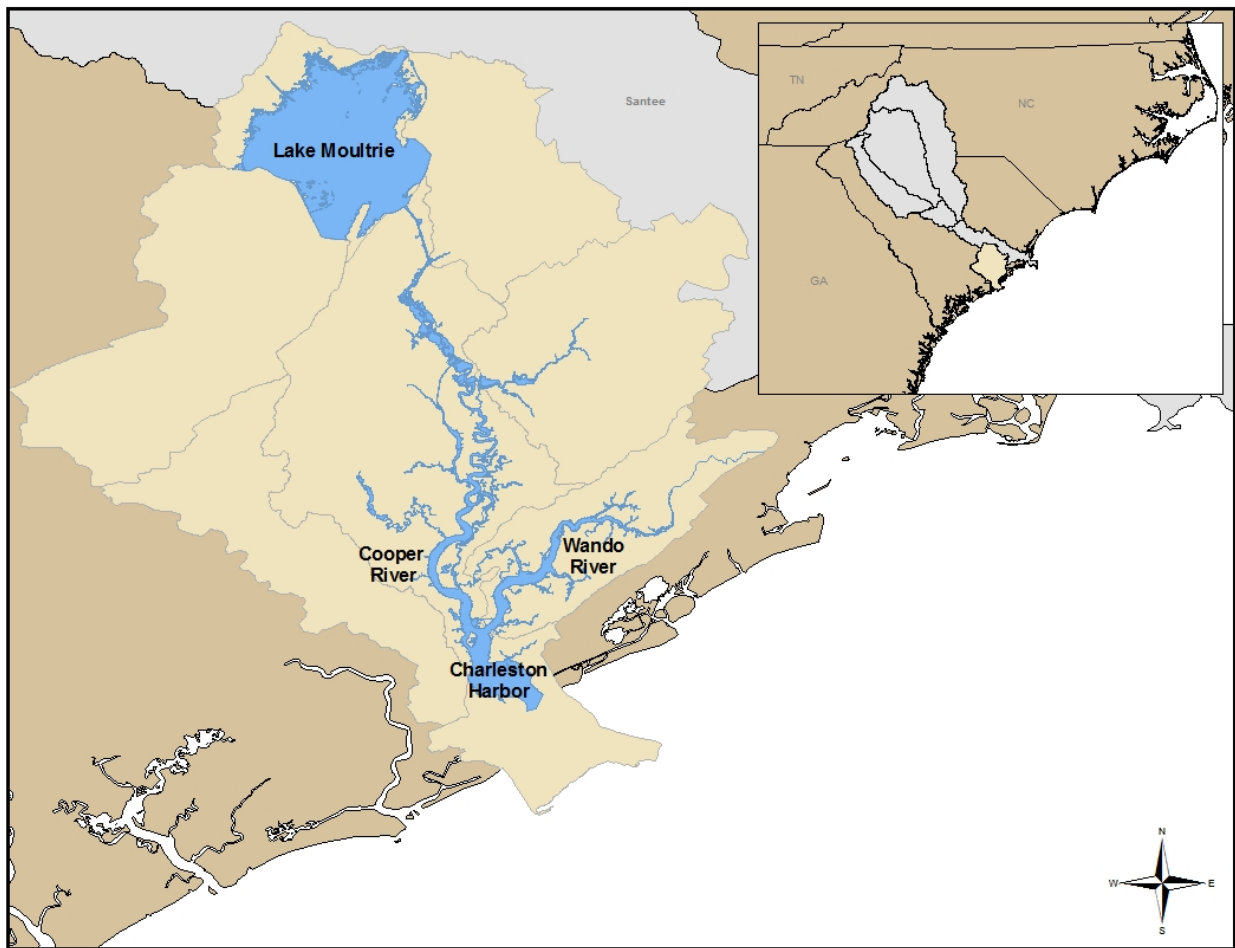 TN
NC
Santee
Lake Moultrie
GA
Cooper
River
Wando
River
Charleston
Harbor
N
W
E
S